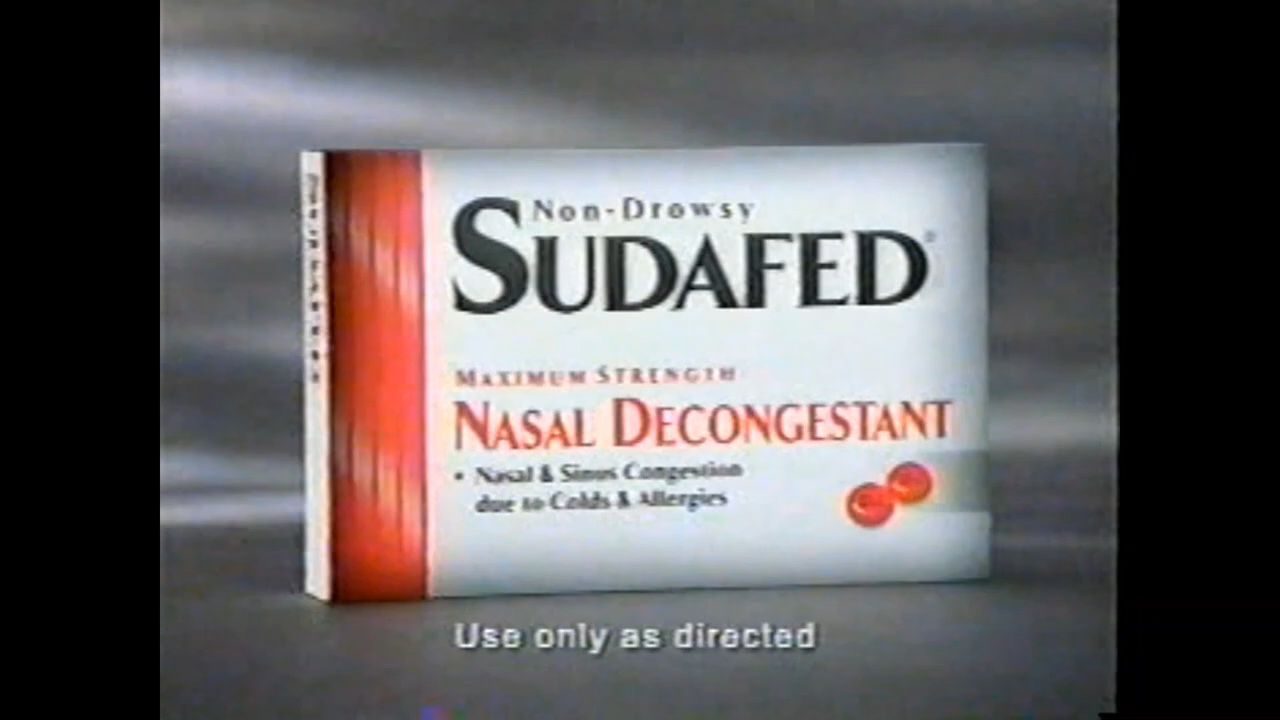 Non-Drowsy
SUDAFED®
MAXIMUM STRENGTH
NASAL DECONGESTANT
• Nasal & Sinus Congestion
due to Colds & Allergies
Use only as directed